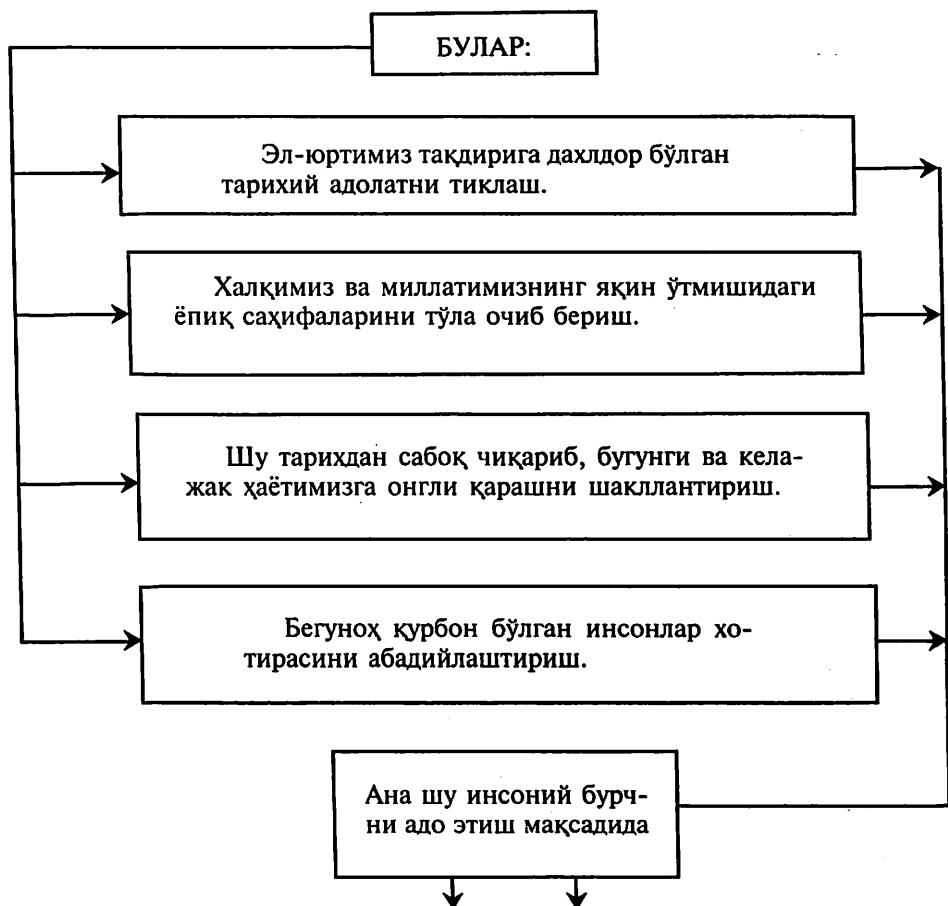 БУЛАР:
Эл-юртимиз тақдирига дахлдор бўлган
тарихий адолатни тиклаш.
Халқимиз ва миллатимизнинг яқин ўтмишидаги
ёпиқ саҳифаларини тўла очиб бериш.
Шу тарихдан сабоқ чиқариб, бугунги ва кела-
жак ҳаётимизга онгли қарашни шакллантириш.
Бегуноҳ қурбон бўлган инсонлар хо-
тирасини абадийлаштириш.
Ана шу инсоний бурч-
ни адо этиш мақсадида